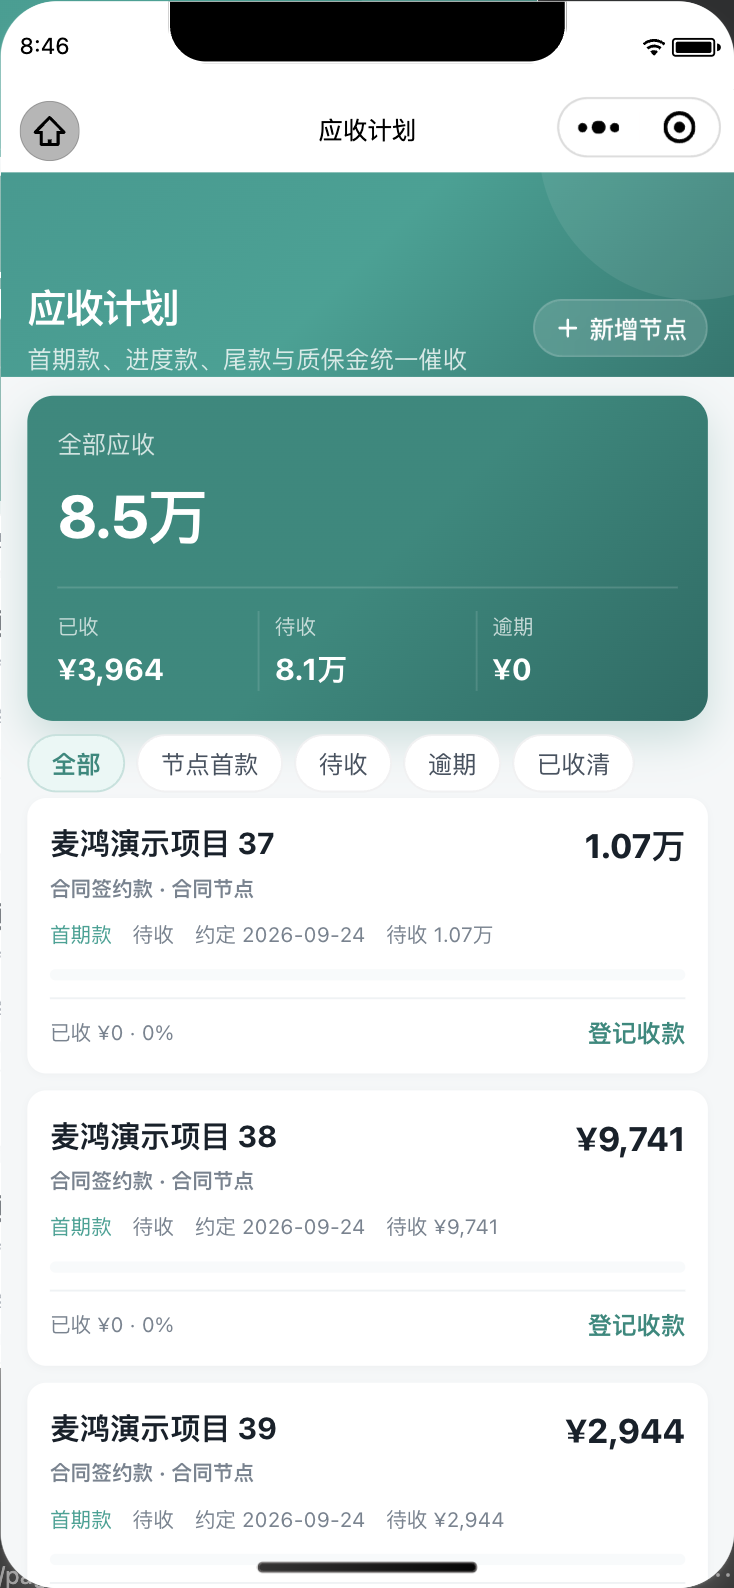 8:46
应收计划
应收计划
首期款、进度款、尾款与质保金统一催收
+ 新增节点
全部应收
8.5万
已收 待收 逾期
¥3,964 8.1万 ¥0
全部 节点首款 待收 逾期 已收清
麦鸿演示项目 37 1.07万
合同签约款 · 合同节点
首期款 待收 约定 2026-09-24 待收 1.07万
已收 ¥0 · 0% 登记收款
麦鸿演示项目 38 ¥9,741
合同签约款 · 合同节点
首期款 待收 约定 2026-09-24 待收 ¥9,741
已收 ¥0 · 0% 登记收款
麦鸿演示项目 39 ¥2,944
合同签约款 · 合同节点
首期款 待收 约定 2026-09-24 待收 ¥2,944